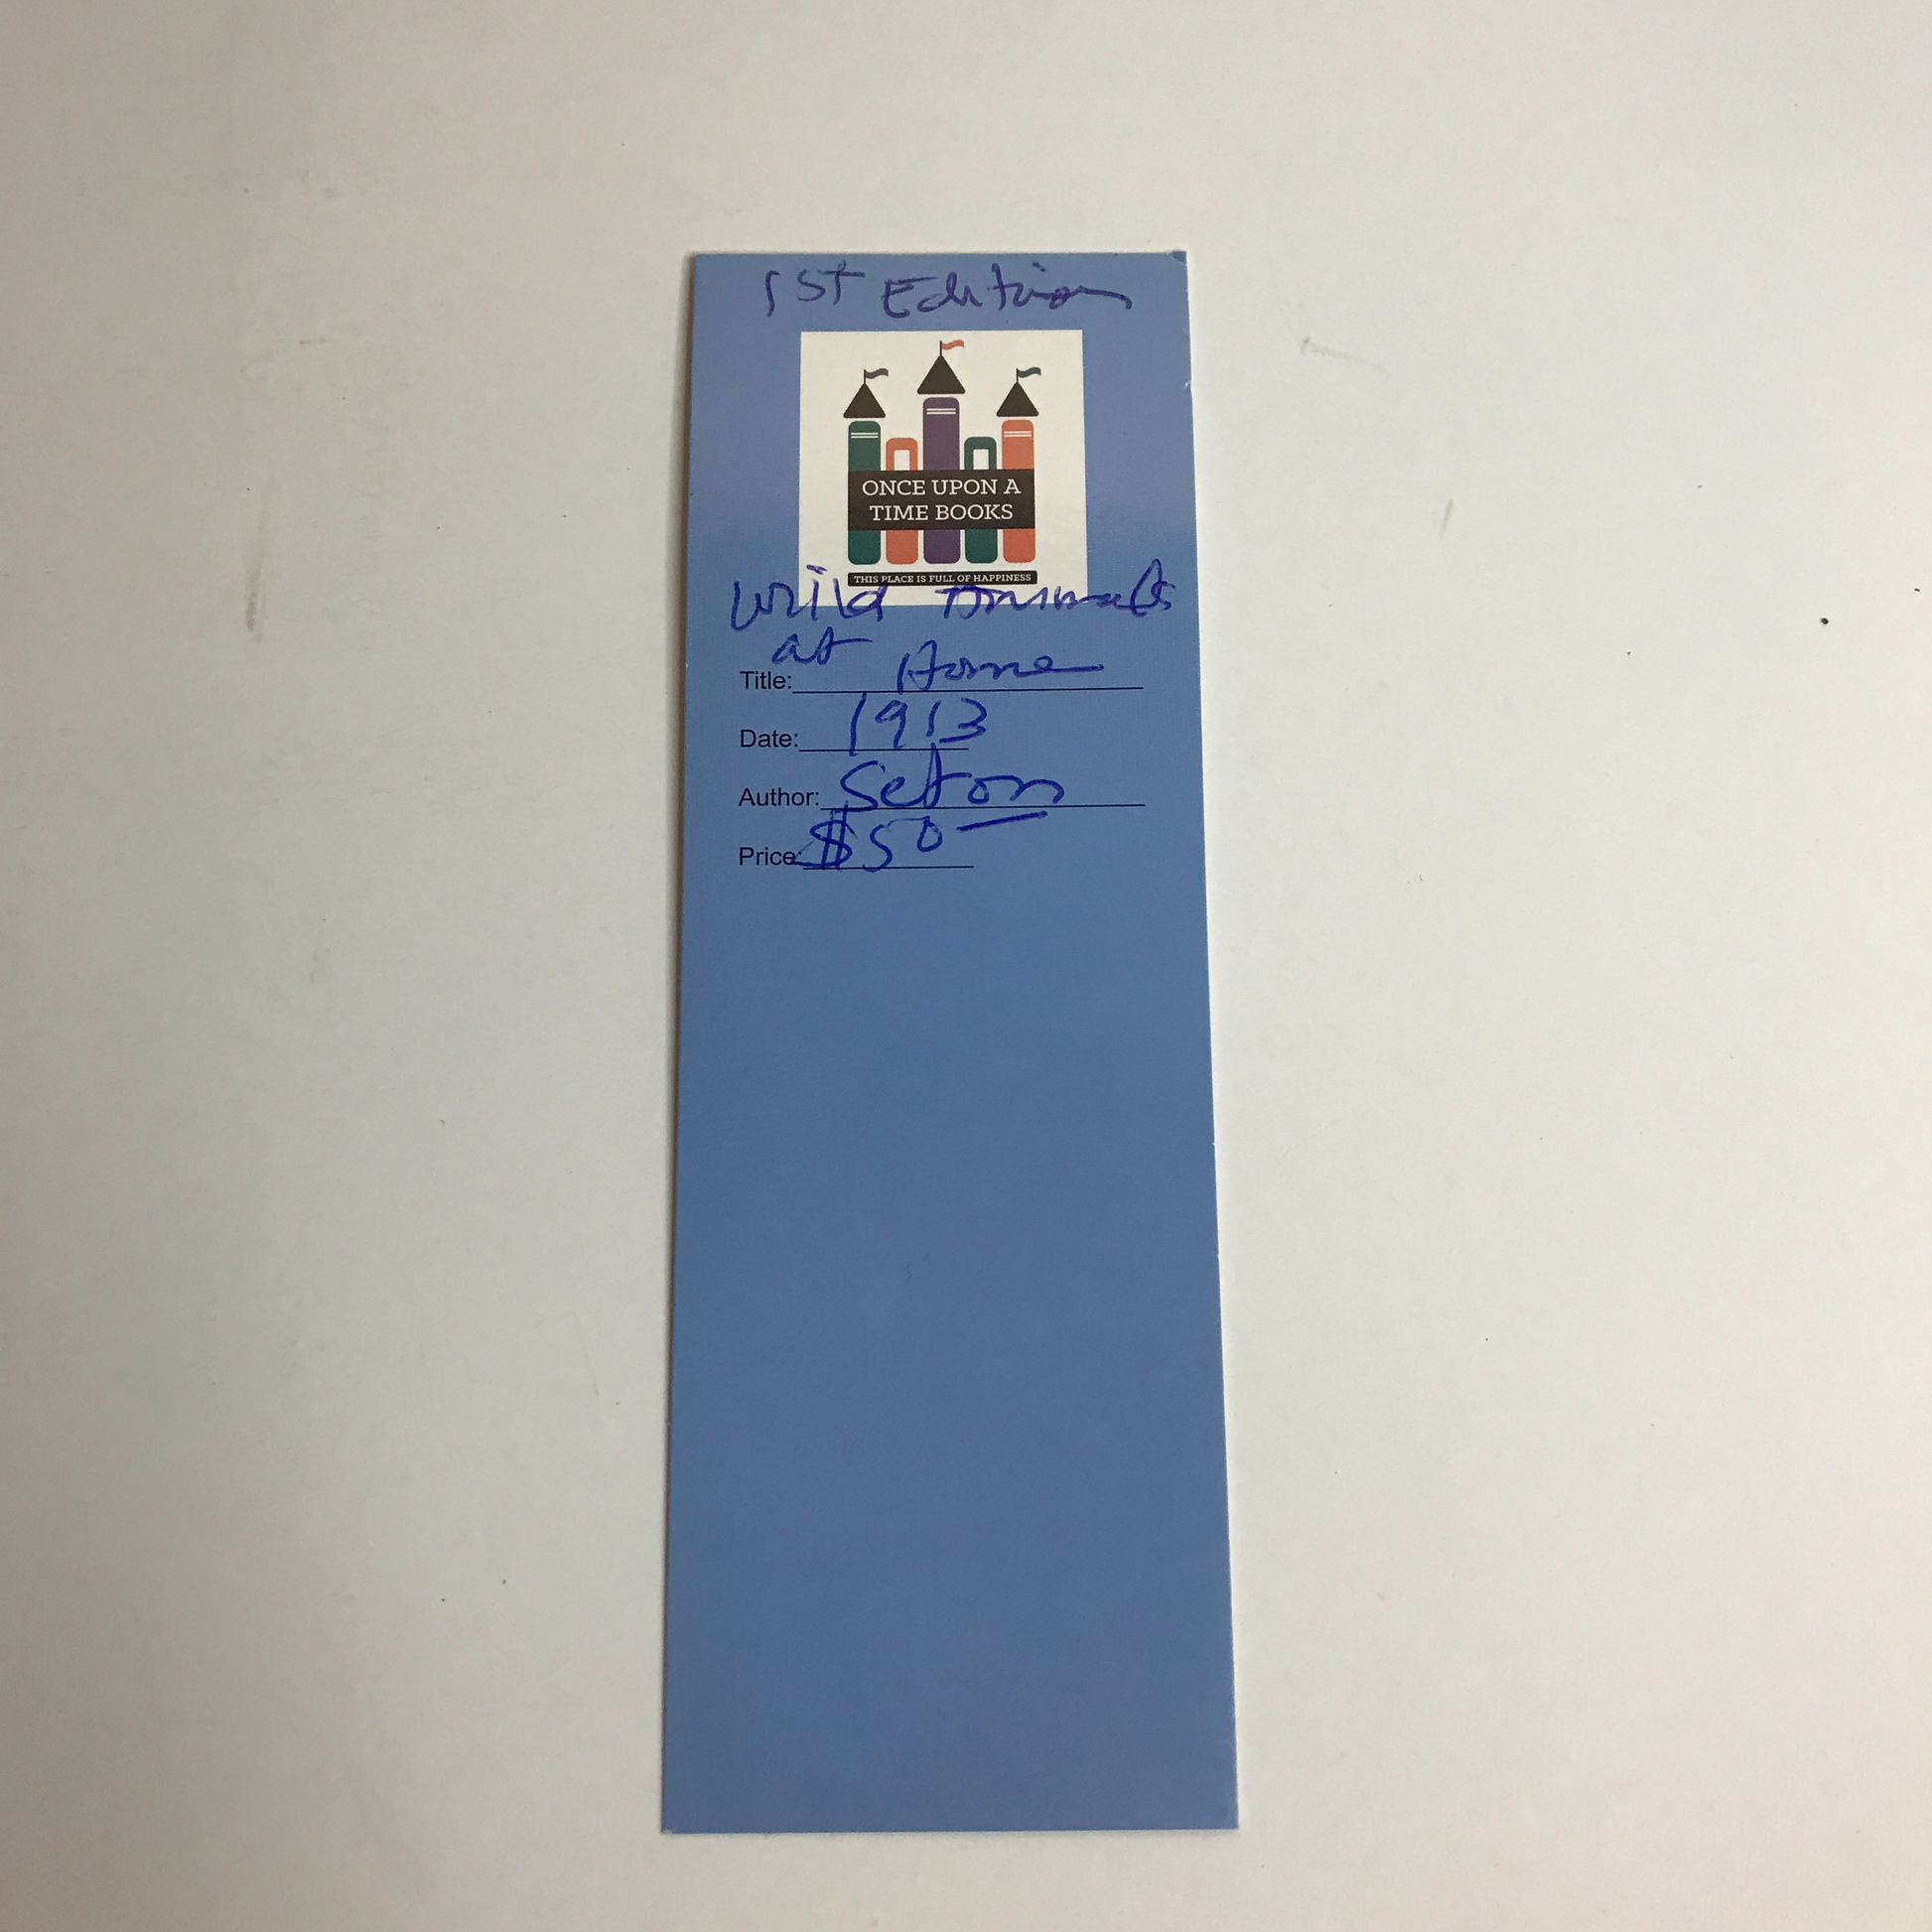 1st Edition
ONCE UPON A
TIME BOOKS
THIS PLACE IS FULL OF HAPPINESS
Wild Animals
at Home
Title:
Date: 1913
Author: Seton
Price: $50